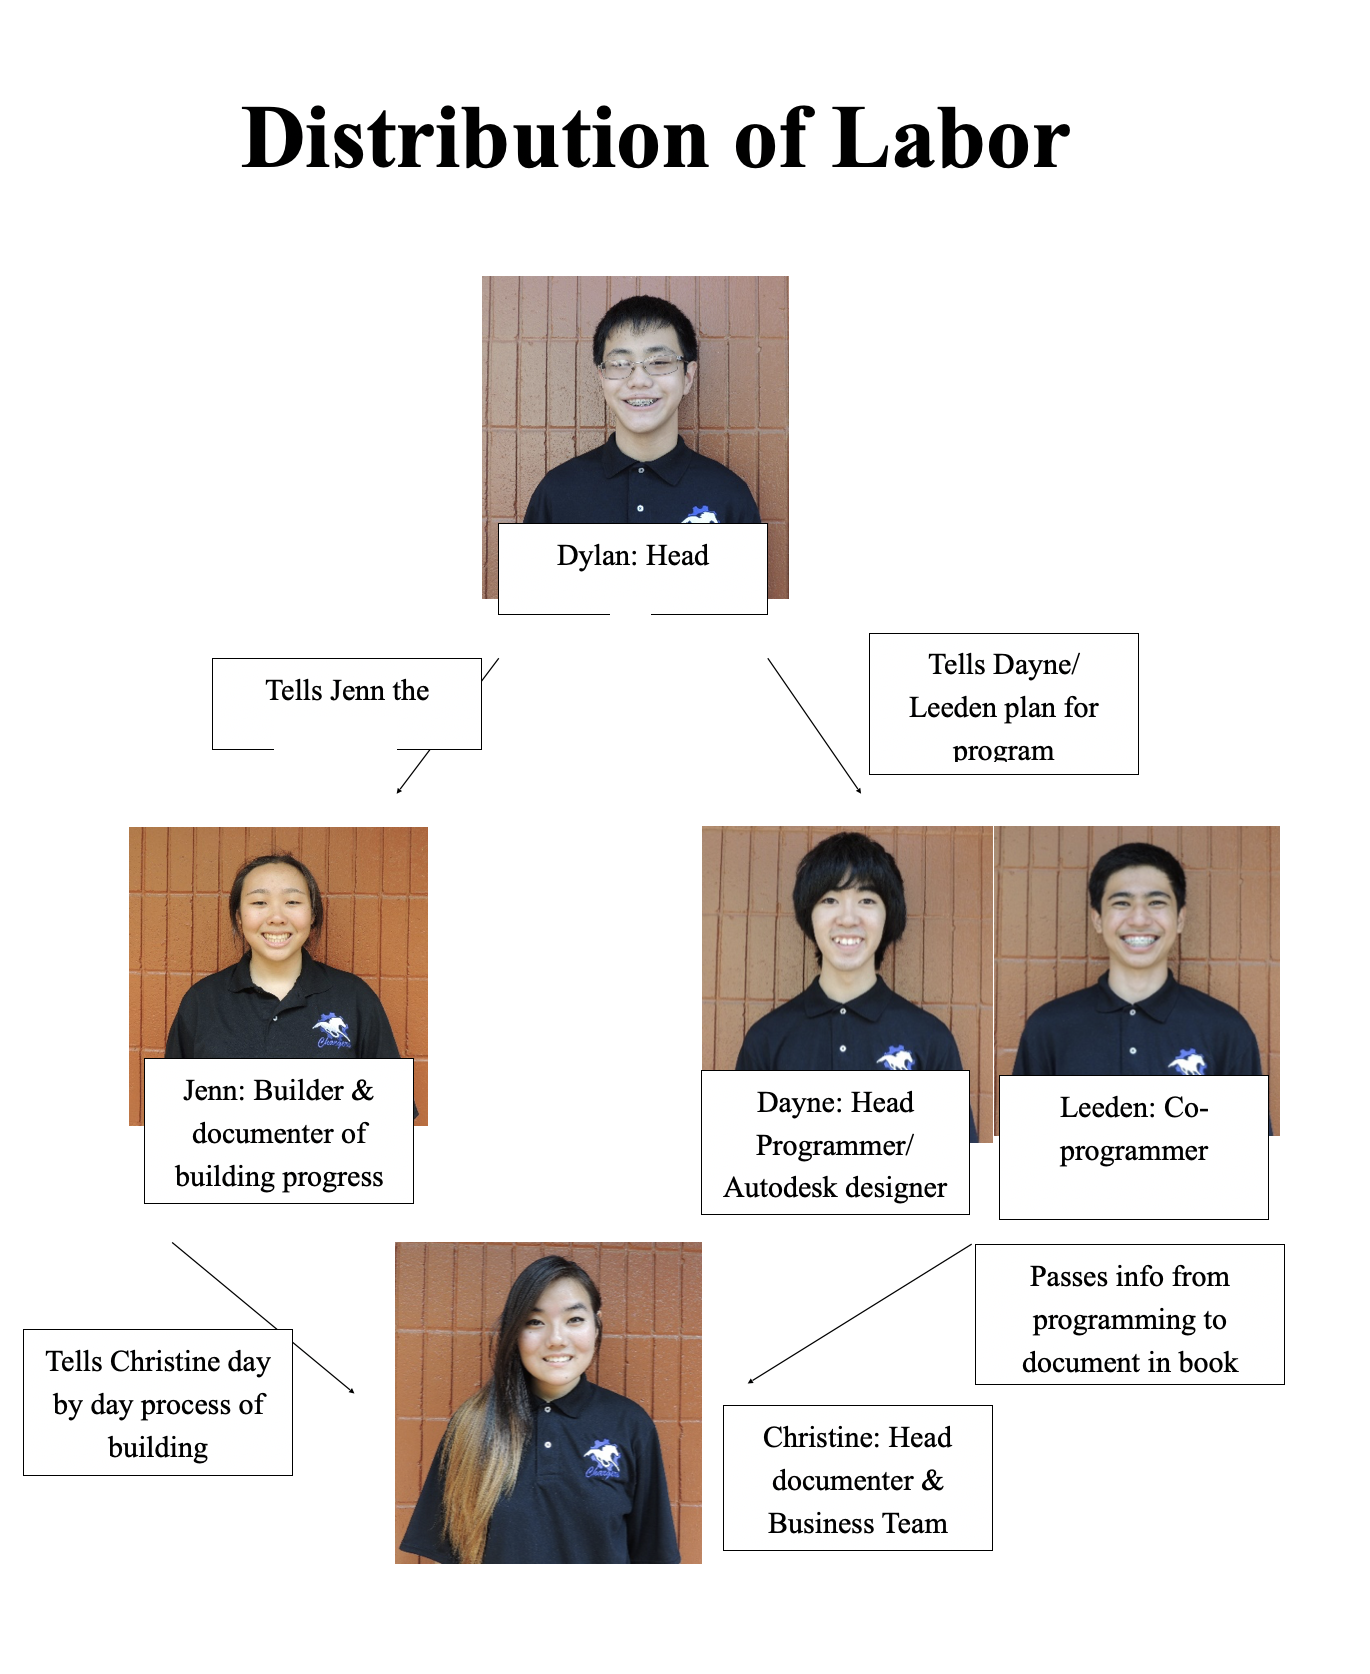 Distribution of Labor
Dylan: Head
Tells Jenn the
Tells Dayne/
Leeden plan for
program
Chargers
Jenn: Builder &
documenter of
building progress
Dayne: Head
Programmer/
Autodesk designer
Leeden: Co-
programmer
Tells Christine day
by day process of
building
Chargers
Passes info from
programming to
document in book
Christine: Head
documenter &
Business Team